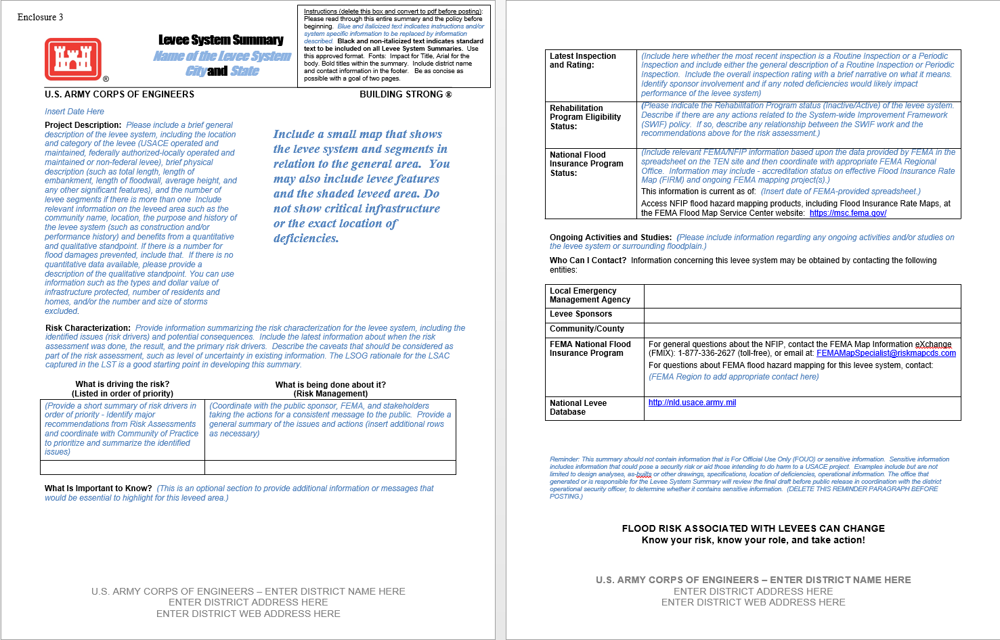 Enclosure 3
Instructions (delete this box and convert to pdf before posting):
Please read through this entire summary and the policy before
beginning. Blue and italicized text indicates instructions and/or
system specific information to be replaced by information
described. Black and non-italicized text indicates standard
text to be included on all Levee System Summaries. Use
this approved format. Fonts: Impact for Title, Arial for the
body. Bold titles within the summary. Include district name
and contact information in the footer. Be as concise as
possible with a goal of two pages.
Levee System Summary
Name of the Levee System
City and State
®
U.S. ARMY CORPS OF ENGINEERS BUILDING STRONG ®
Insert Date Here
Project Description: Please include a brief general
description of the levee system, including the location
and category of the levee (USACE operated and
maintained, federally authorized-locally operated and
maintained or non-federal levee), brief physical
description (such as total length, length of
embankment, length of floodwall, average height, and
any other significant features), and the number of
levee segments if there is more than one Include
relevant information on the leveed area such as the
community name, location, the purpose and history of
the levee system (such as construction and/or
performance history) and benefits from a quantitative
and qualitative standpoint. If there is a number for
flood damages prevented, include that. If there is no
quantitative data available, please provide a
description of the qualitative standpoint. You can use
information such as the types and dollar value of
infrastructure protected, number of residents and
homes, and/or the number and size of storms
excluded.
Include a small map that shows
the levee system and segments in
relation to the general area. You
may also include levee features
and the shaded leveed area. Do
not show critical infrastructure
or the exact location of
deficiencies.
Risk Characterization: Provide information summarizing the risk characterization for the levee system, including the
identified issues (risk drivers) and potential consequences. Include the latest information about when the risk
assessment was done, the result, and the primary risk drivers. Describe the caveats that should be considered as
part of the risk assessment, such as level of uncertainty in existing information. The LSOG rationale for the LSAC
captured in the LST is a good starting point in developing this summary.
What is driving the risk?
(Listed in order of priority)
What is being done about it?
(Risk Management)
(Provide a short summary of risk drivers in
order of priority - Identify major
recommendations from Risk Assessments
and coordinate with Community of Practice
to prioritize and summarize the identified
issues)
(Coordinate with the public sponsor, FEMA, and stakeholders
taking the actions for a consistent message to the public. Provide a
general summary of the issues and actions (insert additional rows
as necessary)
What Is Important to Know? (This is an optional section to provide additional information or messages that
would be essential to highlight for this leveed area.)
U.S. ARMY CORPS OF ENGINEERS – ENTER DISTRICT NAME HERE
ENTER DISTRICT ADDRESS HERE
ENTER DISTRICT WEB ADDRESS HERE
Latest Inspection
and Rating:
(Include here whether the most recent inspection is a Routine Inspection or a Periodic
Inspection and include either the general description of a Routine Inspection or Periodic
Inspection. Include the overall inspection rating with a brief narrative on what it means.
Identify sponsor involvement and if any noted deficiencies would likely impact
performance of the levee system)
Rehabilitation
Program Eligibility
Status:
(Please indicate the Rehabilitation Program status (Inactive/Active) of the levee system.
Describe if there are any actions related to the System-wide Improvement Framework
(SWIF) policy. If so, describe any relationship between the SWIF work and the
recommendations above for the risk assessment.)
National Flood
Insurance Program
Status:
(Include relevant FEMA/NFIP information based upon the data provided by FEMA in the
spreadsheet on the TEN site and then coordinate with appropriate FEMA Regional
Office. Information may include - accreditation status on effective Flood Insurance Rate
Map (FIRM) and ongoing FEMA mapping project(s).)
This information is current as of: (Insert date of FEMA-provided spreadsheet.)
Access NFIP flood hazard mapping products, including Flood Insurance Rate Maps, at
the FEMA Flood Map Service Center website: https://msc.fema.gov/
Ongoing Activities and Studies: (Please include information regarding any ongoing activities and/or studies on
the levee system or surrounding floodplain.)
Who Can I Contact? Information concerning this levee system may be obtained by contacting the following
entities:
Local Emergency
Management Agency
Levee Sponsors
Community/County
FEMA National Flood
Insurance Program
For general questions about the NFIP, contact the FEMA Map Information eXchange
(FMIX): 1-877-336-2627 (toll-free), or email at: FEMAMapSpecialist@riskmapcds.com
For questions about FEMA flood hazard mapping for this levee system, contact:
(FEMA Region to add appropriate contact here)
National Levee
Database
http://nld.usace.army.mil
Reminder: This summary should not contain information that is For Official Use Only (FOUO) or sensitive information. Sensitive information
includes information that could pose a security risk or aid those intending to do harm to a USACE project. Examples include but are not
limited to design analyses, as-builts or other drawings, specifications, location of deficiencies, operational information. The office that
generated or is responsible for the Levee System Summary will review the final draft before public release in coordination with the district
operational security officer, to determine whether it contains sensitive information. (DELETE THIS REMINDER PARAGRAPH BEFORE
POSTING.)
FLOOD RISK ASSOCIATED WITH LEVEES CAN CHANGE
Know your risk, know your role, and take action!
U.S. ARMY CORPS OF ENGINEERS – ENTER DISTRICT NAME HERE
ENTER DISTRICT ADDRESS HERE
ENTER DISTRICT WEB ADDRESS HERE